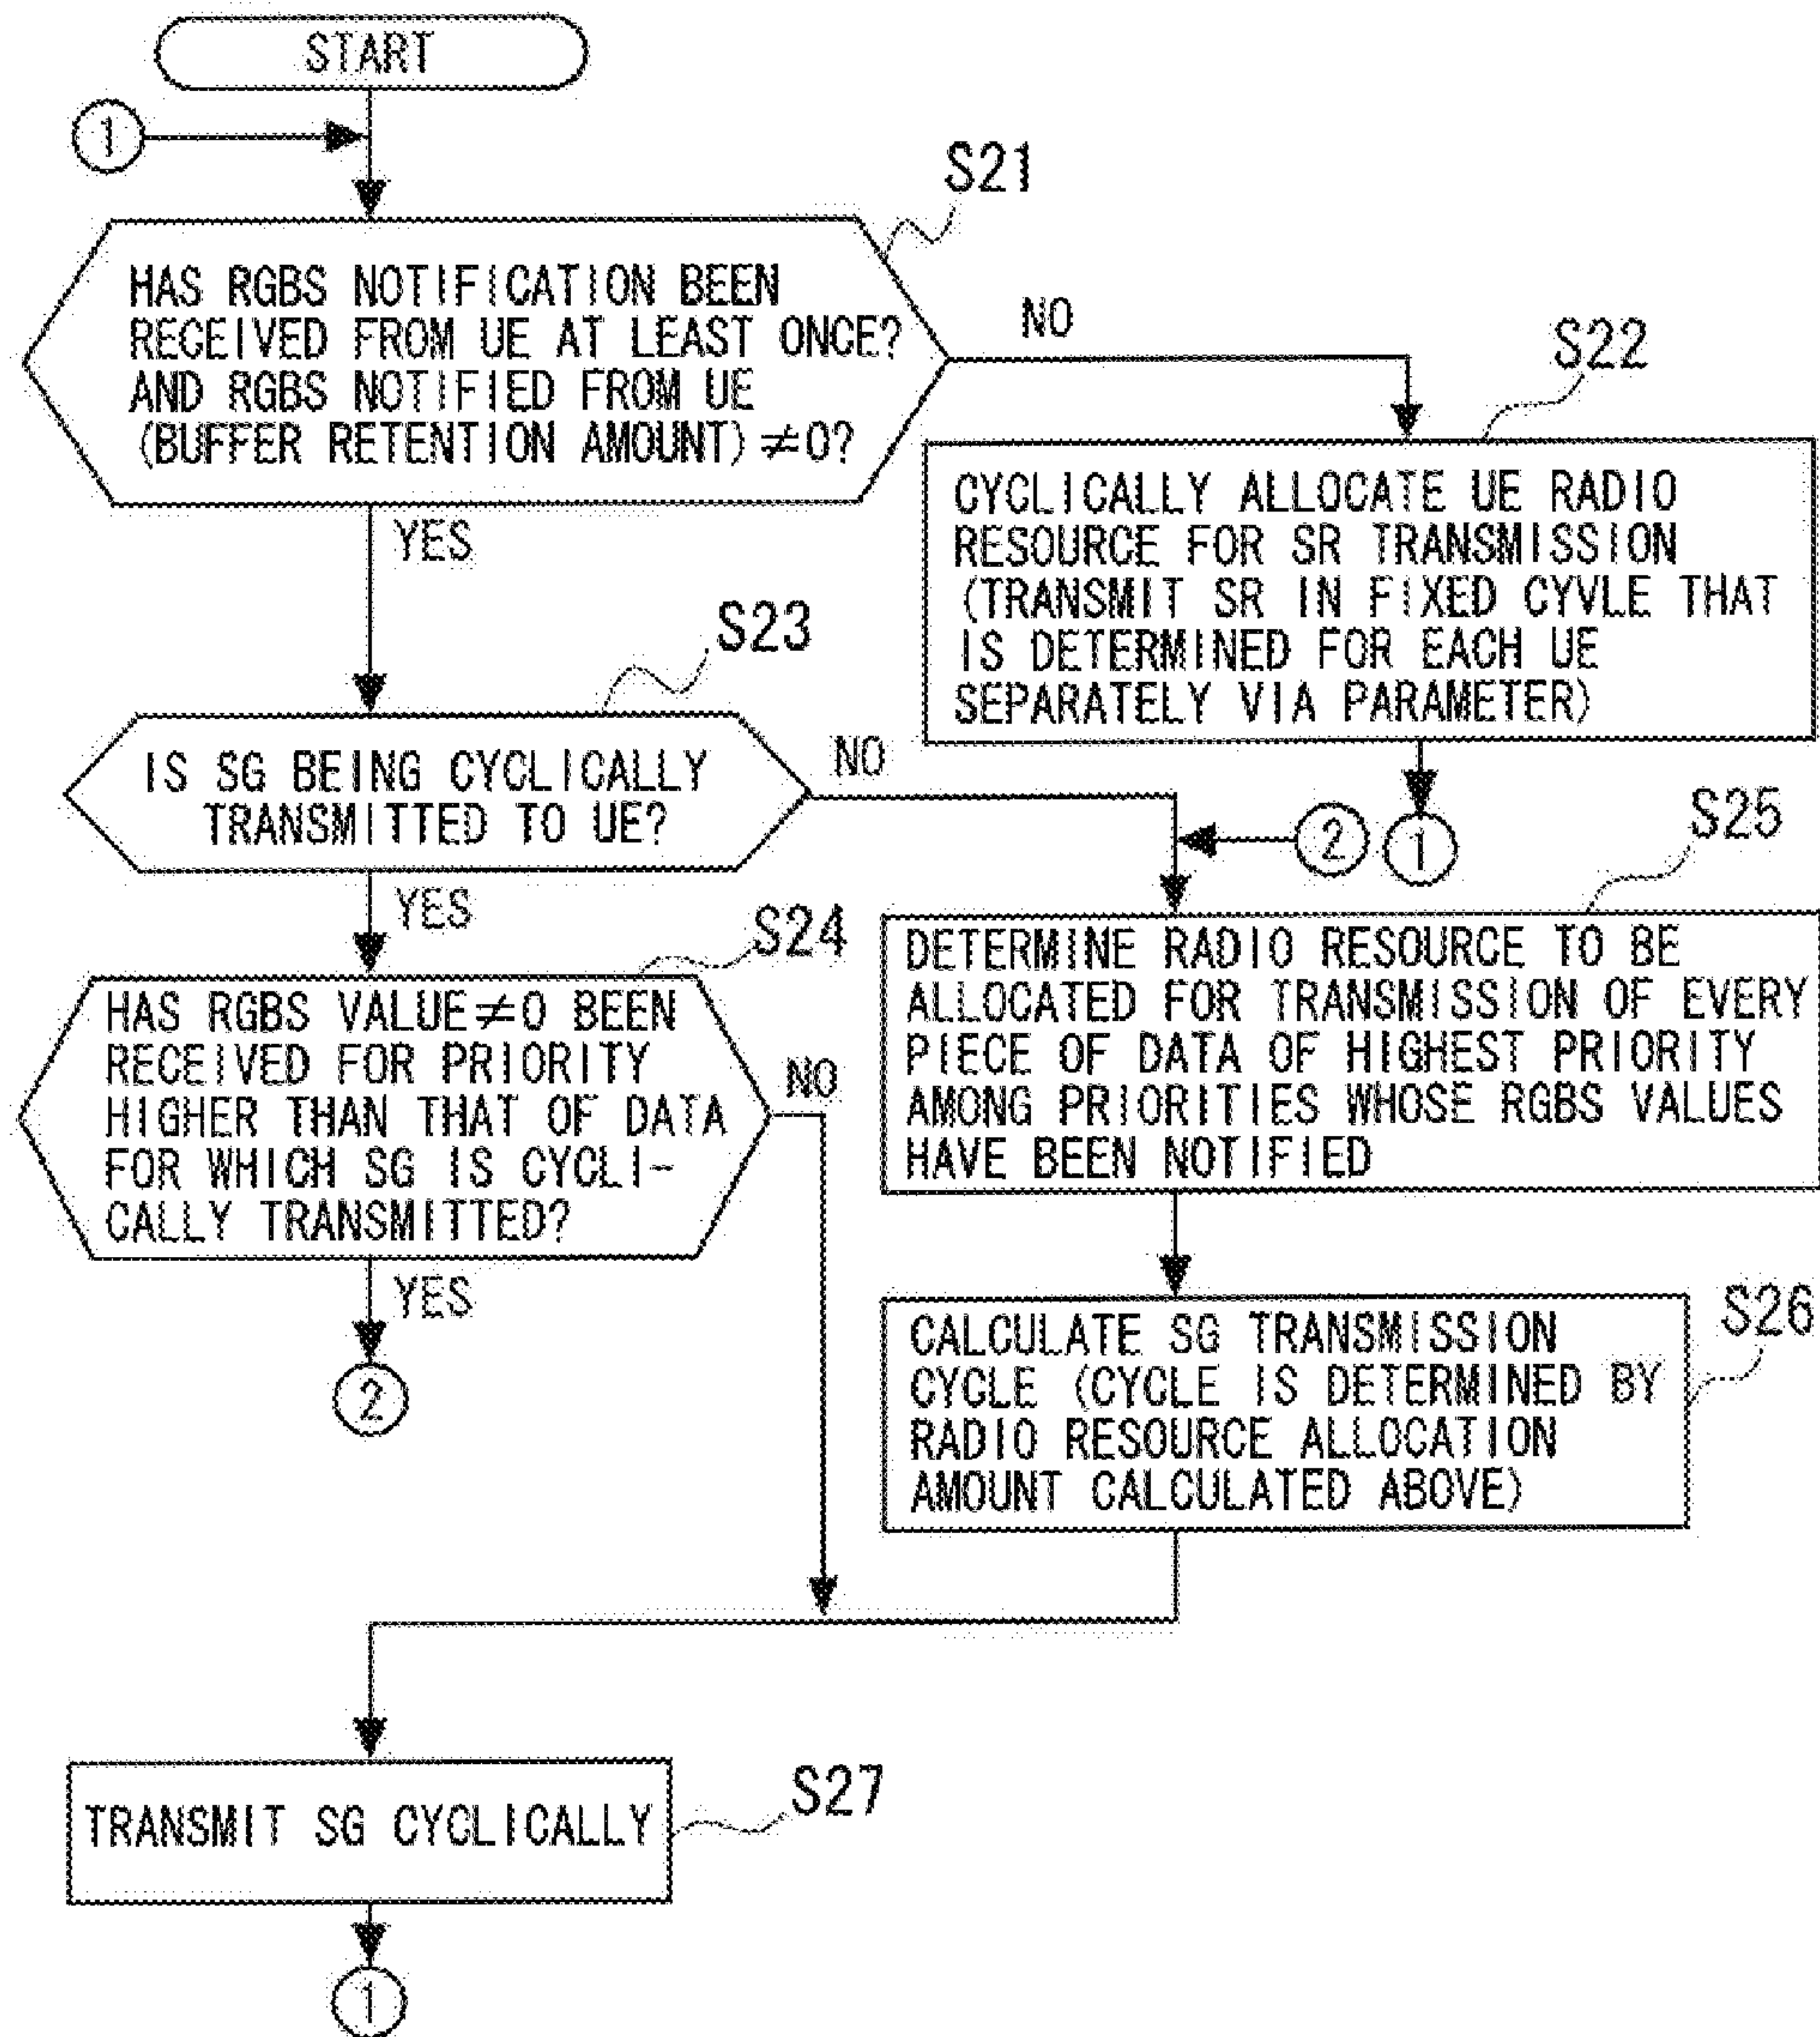 START
①
S21
HAS RGBS NOTIFICATION BEEN
RECEIVED FROM UE AT LEAST ONCE?
AND RGBS NOTIFIED FROM UE
(BUFFER RETENTION AMOUNT)≠0?
NO
YES
S22
CYCLICALLY ALLOCATE UE RADIO
RESOURCE FOR SR TRANSMISSION
(TRANSMIT SR IN FIXED CYVLE THAT
IS DETERMINED FOR EACH UE
SEPARATELY VIA PARAMETER)
①
S23
IS SG BEING CYCLICALLY
TRANSMITTED TO UE?
NO
YES
②
S24
HAS RGBS VALUE≠0 BEEN
RECEIVED FOR PRIORITY
HIGHER THAN THAT OF DATA
FOR WHICH SG IS CYCLI-
CALLY TRANSMITTED?
NO
YES
②
S25
DETERMINE RADIO RESOURCE TO BE
ALLOCATED FOR TRANSMISSION OF EVERY
PIECE OF DATA OF HIGHEST PRIORITY
AMONG PRIORITIES WHOSE RGBS VALUES
HAVE BEEN NOTIFIED
S26
CALCULATE SG TRANSMISSION
CYCLE (CYCLE IS DETERMINED BY
RADIO RESOURCE ALLOCATION
AMOUNT CALCULATED ABOVE)
S27
TRANSMIT SG CYCLICALLY
①